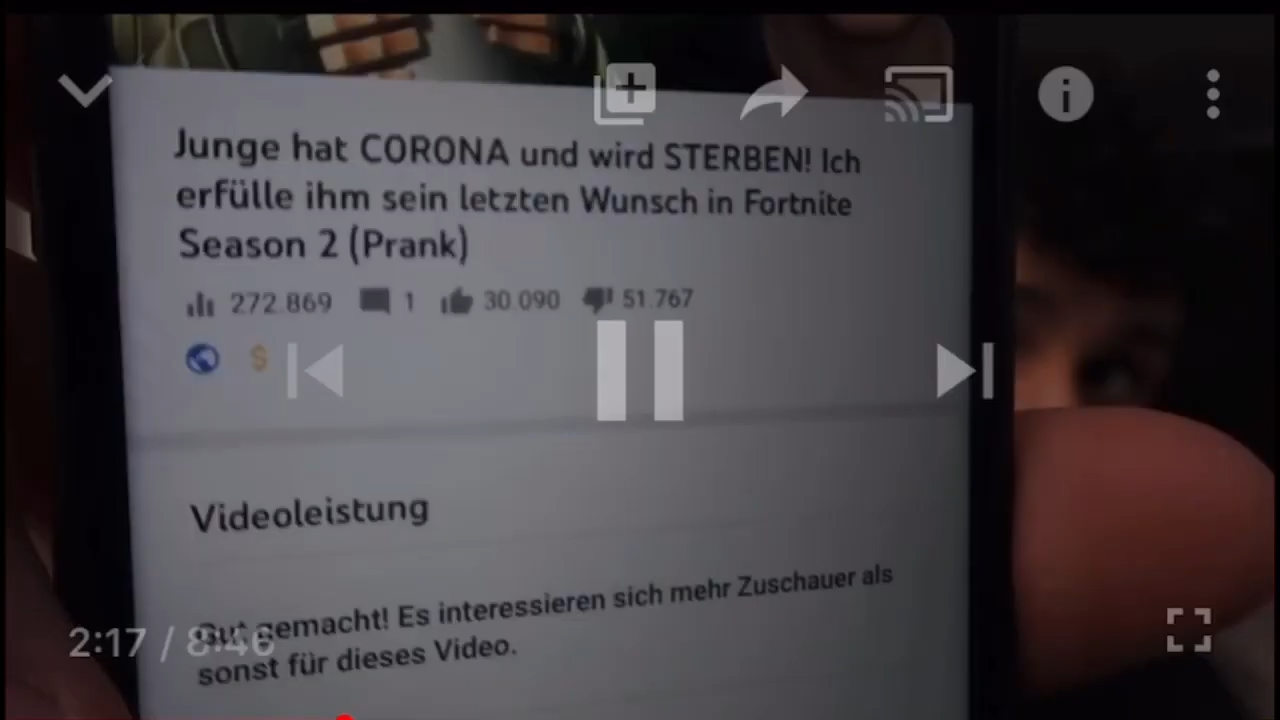 Junge hat CORONA und wird STERBEN! Ich
erfülle ihm sein letzten Wunsch in Fortnite
Season 2 (Prank)
272.869 1 30.090 51.767
$
Videoleistung
Gut gemacht! Es interessieren sich mehr Zuschauer als
sonst für dieses Video.
2:17 / 8:46